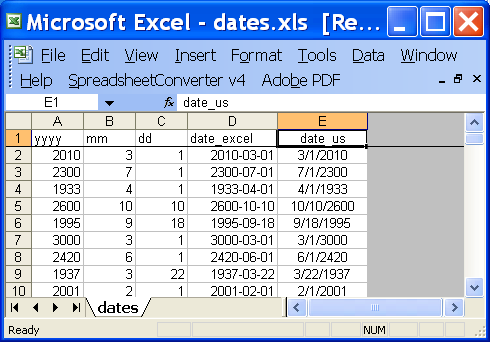 Microsoft Excel - dates.xls [Re...
File Edit View Insert Format Tools Data Window
Help SpreadsheetConverter v4 Adobe PDF
E1 fx date_us
A B C D E
1 yyyy mm dd date_excel date_us
2 2010 3 1 2010-03-01 3/1/2010
3 2300 7 1 2300-07-01 7/1/2300
4 1933 4 1 1933-04-01 4/1/1933
5 2600 10 10 2600-10-10 10/10/2600
6 1995 9 18 1995-09-18 9/18/1995
7 3000 3 1 3000-03-01 3/1/3000
8 2420 6 1 2420-06-01 6/1/2420
9 1937 3 22 1937-03-22 3/22/1937
10 2001 2 1 2001-02-01 2/1/2001
dates
Ready NUM